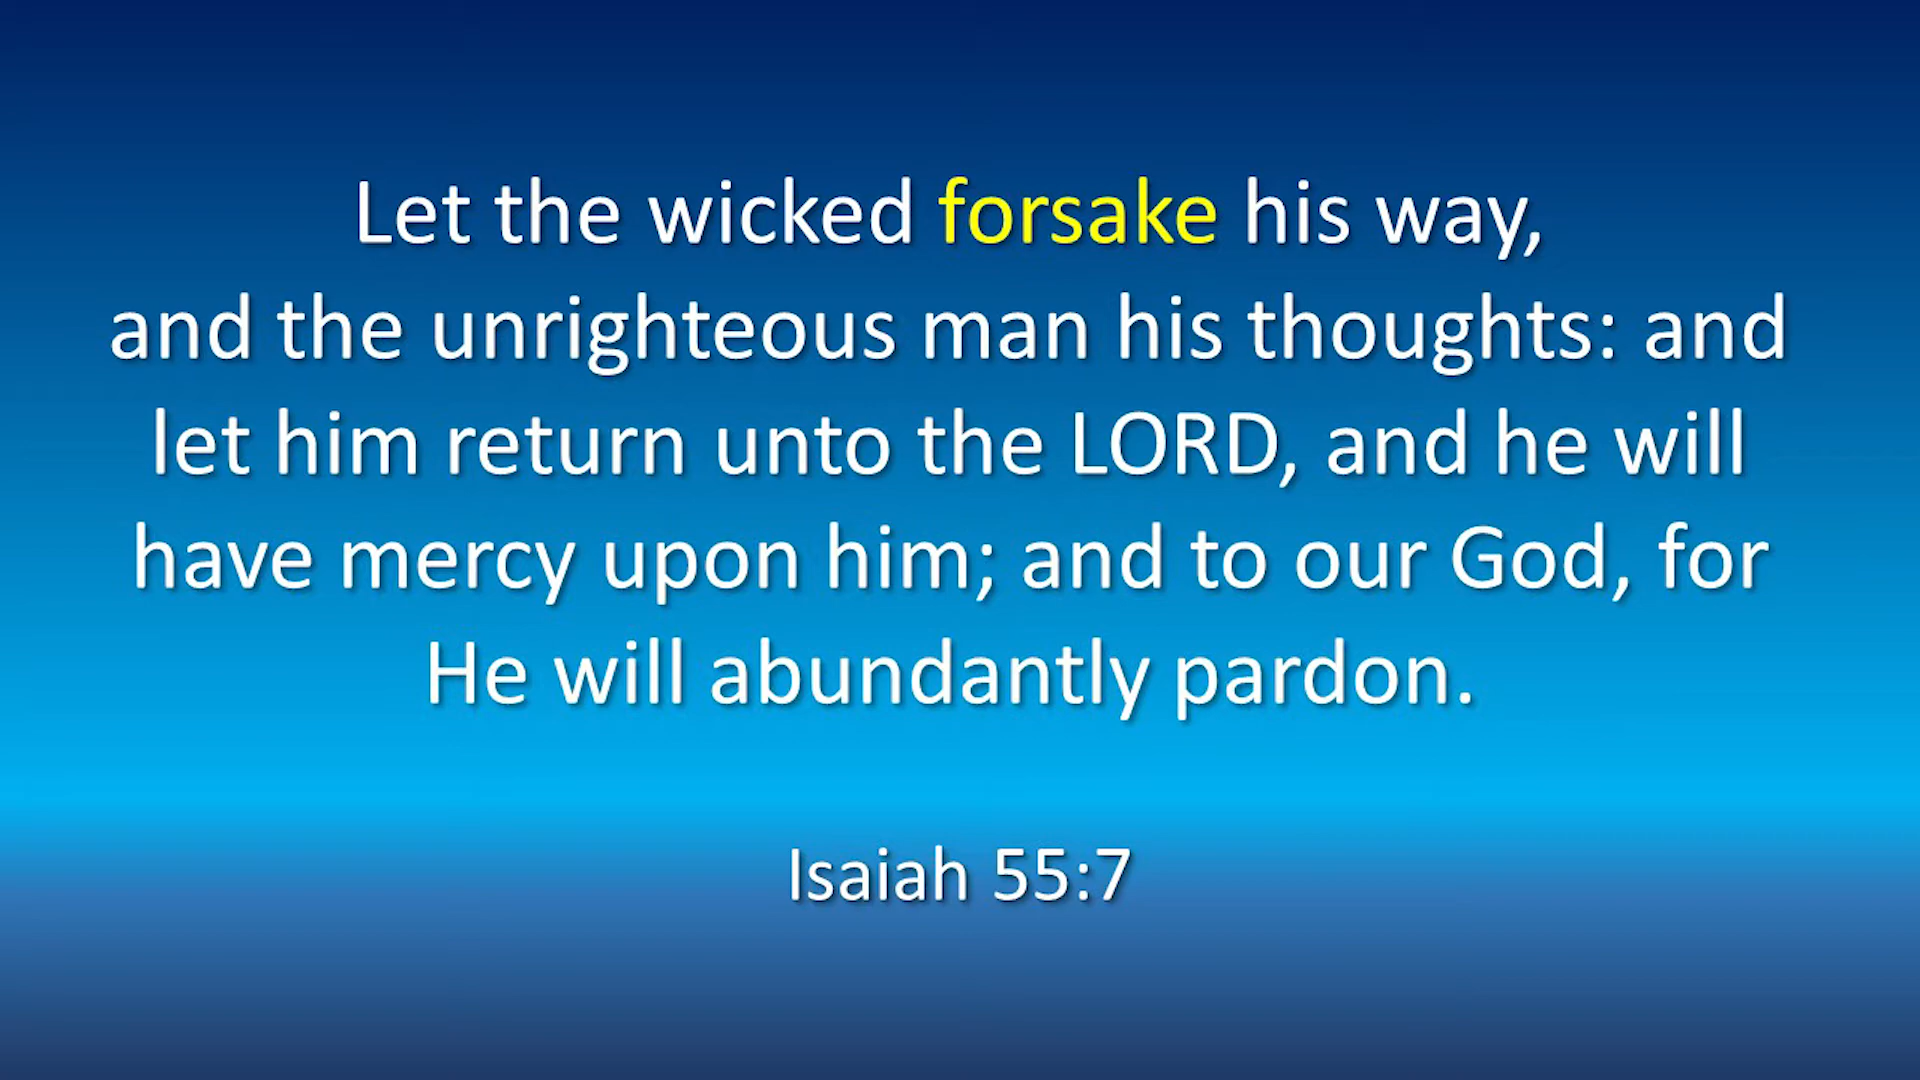 Let the wicked forsake his way,
and the unrighteous man his thoughts: and
let him return unto the LORD, and he will
have mercy upon him; and to our God, for
He will abundantly pardon.
Isaiah 55:7